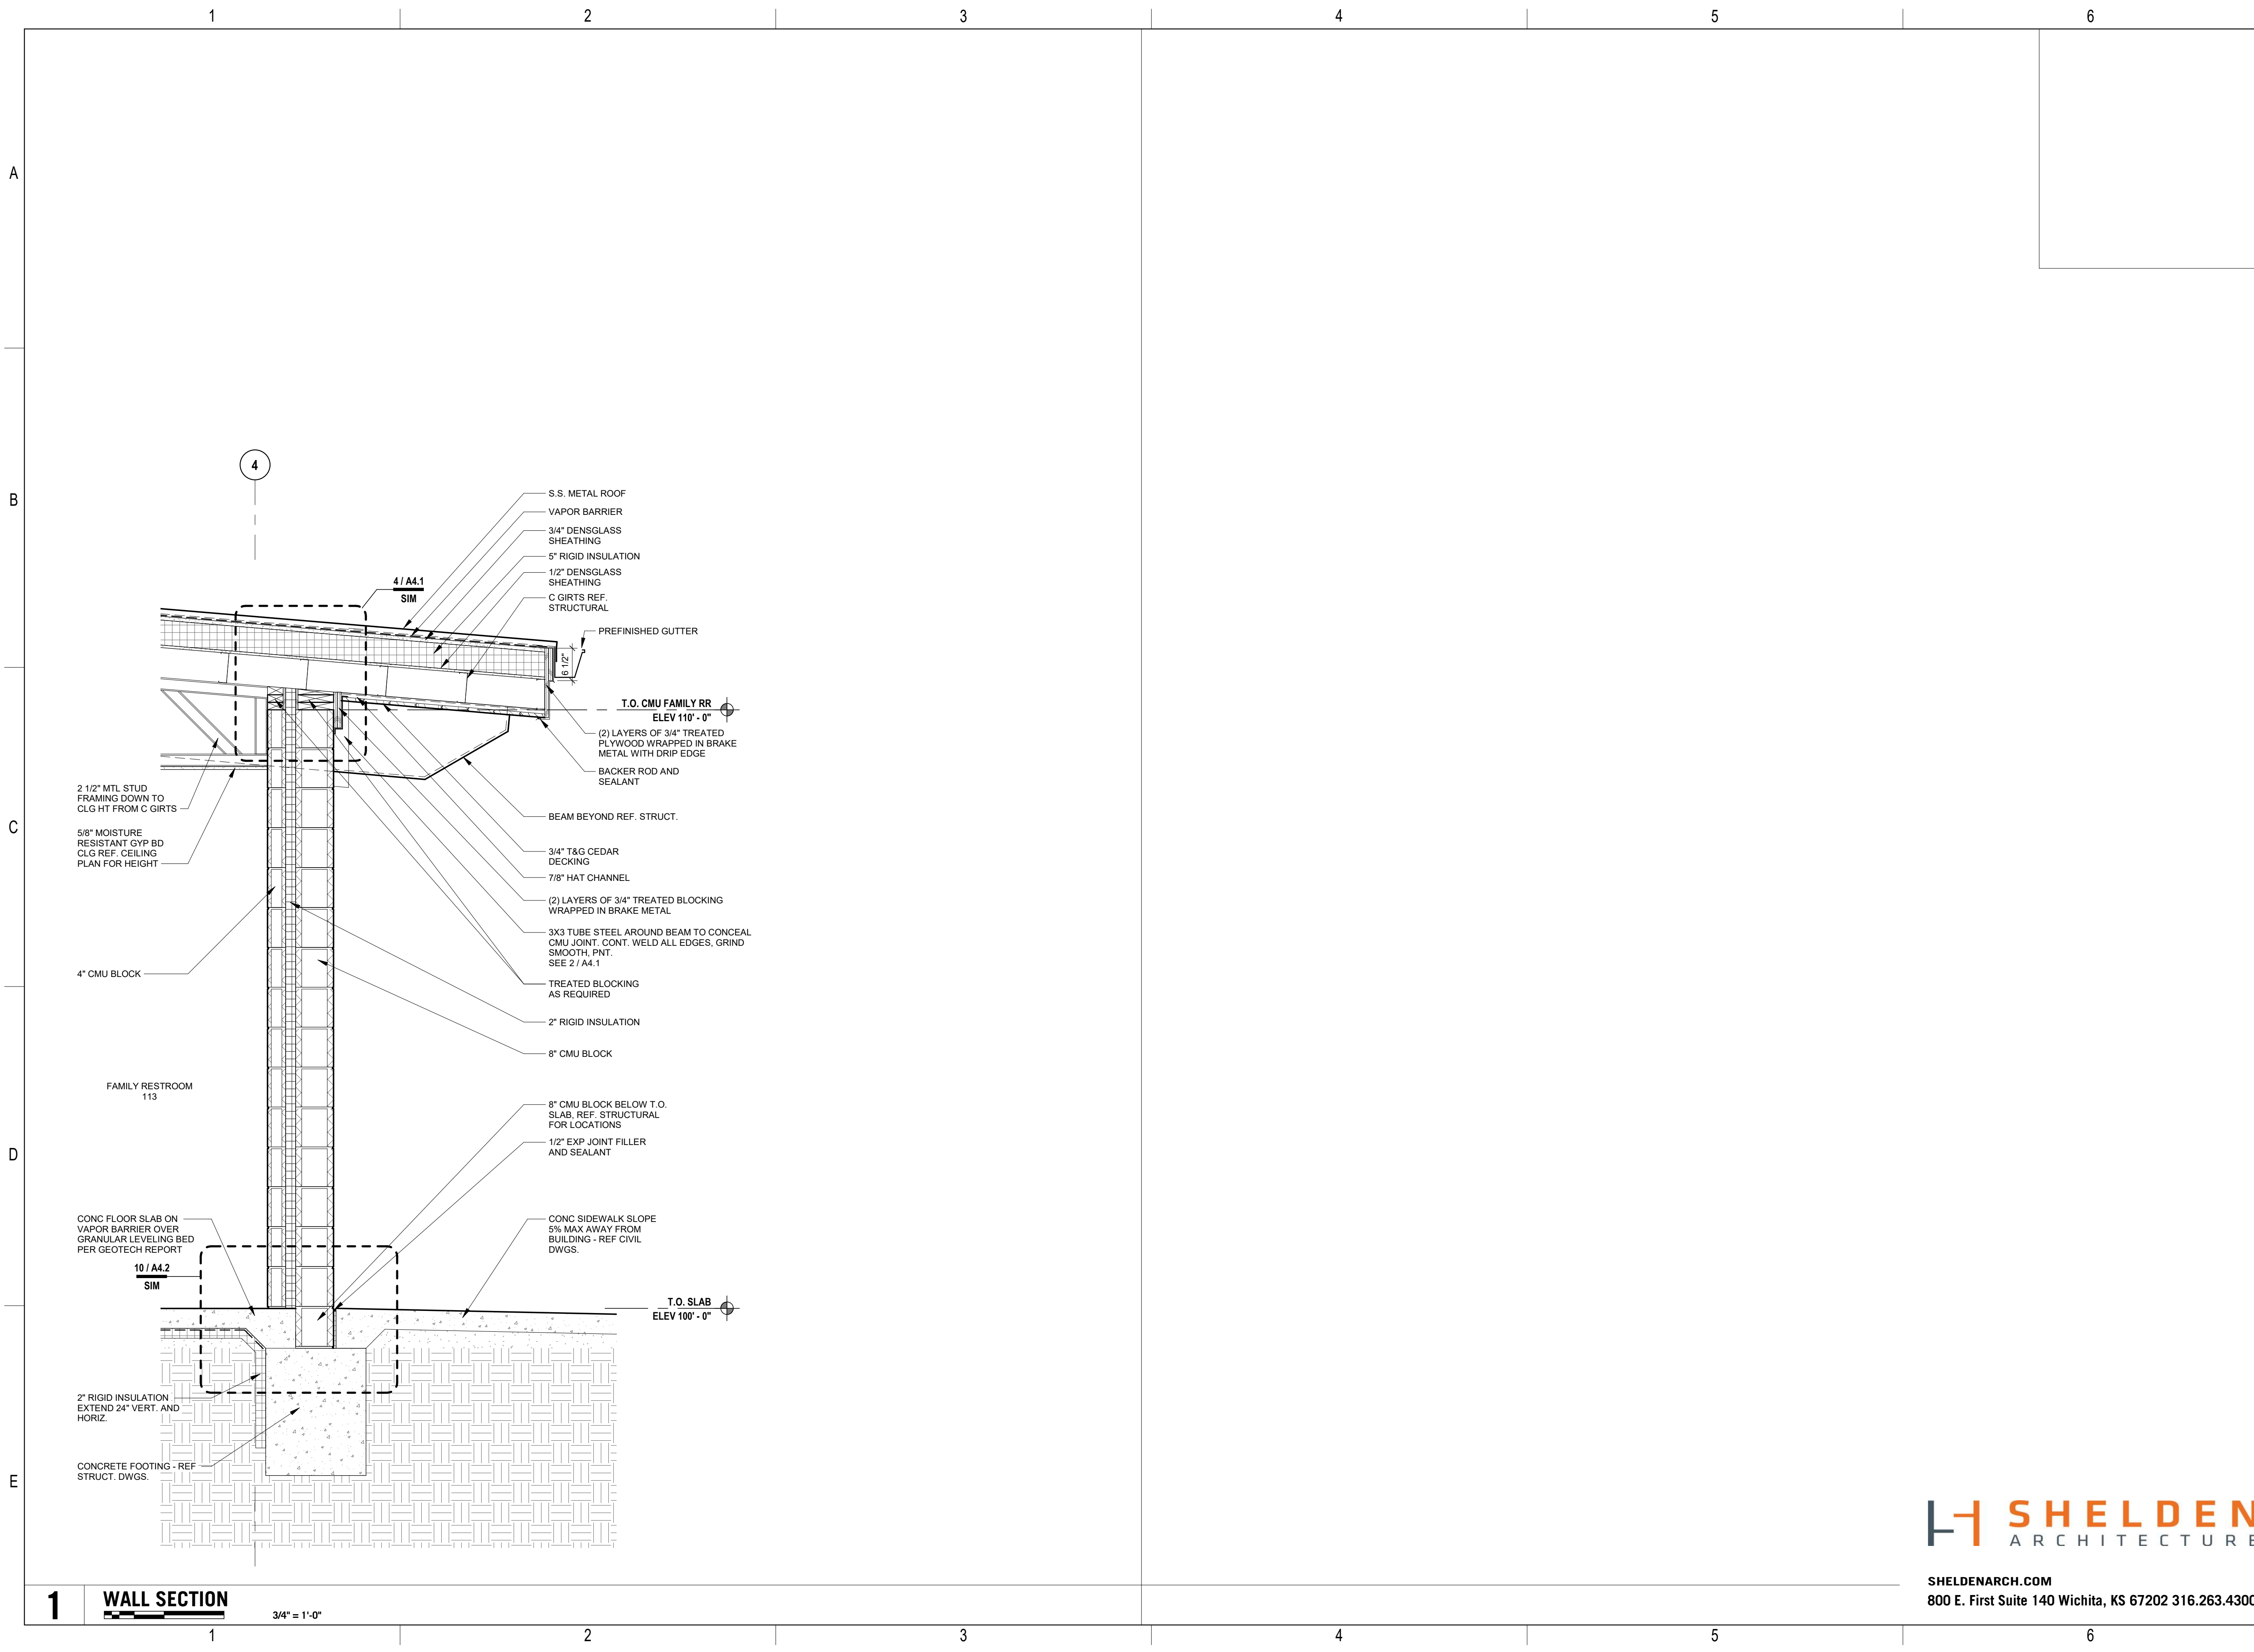 1 2 3 4 5 6
A
B
C
D
E
4
S.S. METAL ROOF
VAPOR BARRIER
3/4" DENSGLASS
SHEATHING
5" RIGID INSULATION
1/2" DENSGLASS
SHEATHING
C GIRTS REF.
STRUCTURAL
4 / A4.1
SIM
PREFINISHED GUTTER
6 1/2"
T.O. CMU FAMILY RR
ELEV 110' - 0"
(2) LAYERS OF 3/4" TREATED
PLYWOOD WRAPPED IN BRAKE
METAL WITH DRIP EDGE
BACKER ROD AND
SEALANT
2 1/2" MTL STUD
FRAMING DOWN TO
CLG HT FROM C GIRTS
5/8" MOISTURE
RESISTANT GYP BD
CLG REF. CEILING
PLAN FOR HEIGHT
BEAM BEYOND REF. STRUCT.
3/4" T&G CEDAR
DECKING
7/8" HAT CHANNEL
(2) LAYERS OF 3/4" TREATED BLOCKING
WRAPPED IN BRAKE METAL
3X3 TUBE STEEL AROUND BEAM TO CONCEAL
CMU JOINT. CONT. WELD ALL EDGES, GRIND
SMOOTH, PNT.
SEE 2 / A4.1
4" CMU BLOCK
TREATED BLOCKING
AS REQUIRED
2" RIGID INSULATION
8" CMU BLOCK
FAMILY RESTROOM
113
8" CMU BLOCK BELOW T.O.
SLAB, REF. STRUCTURAL
FOR LOCATIONS
1/2" EXP JOINT FILLER
AND SEALANT
CONC FLOOR SLAB ON
VAPOR BARRIER OVER
GRANULAR LEVELING BED
PER GEOTECH REPORT
CONC SIDEWALK SLOPE
5% MAX AWAY FROM
BUILDING - REF CIVIL
DWGS.
10 / A4.2
SIM
T.O. SLAB
ELEV 100' - 0"
2" RIGID INSULATION
EXTEND 24" VERT. AND
HORIZ.
CONCRETE FOOTING - REF
STRUCT. DWGS.
SHELDEN
ARCHITECTURE
SHELDENARCH.COM
800 E. First Suite 140 Wichita, KS 67202 316.263.4300
1
WALL SECTION
3/4" = 1'-0"
1 2 3 4 5 6